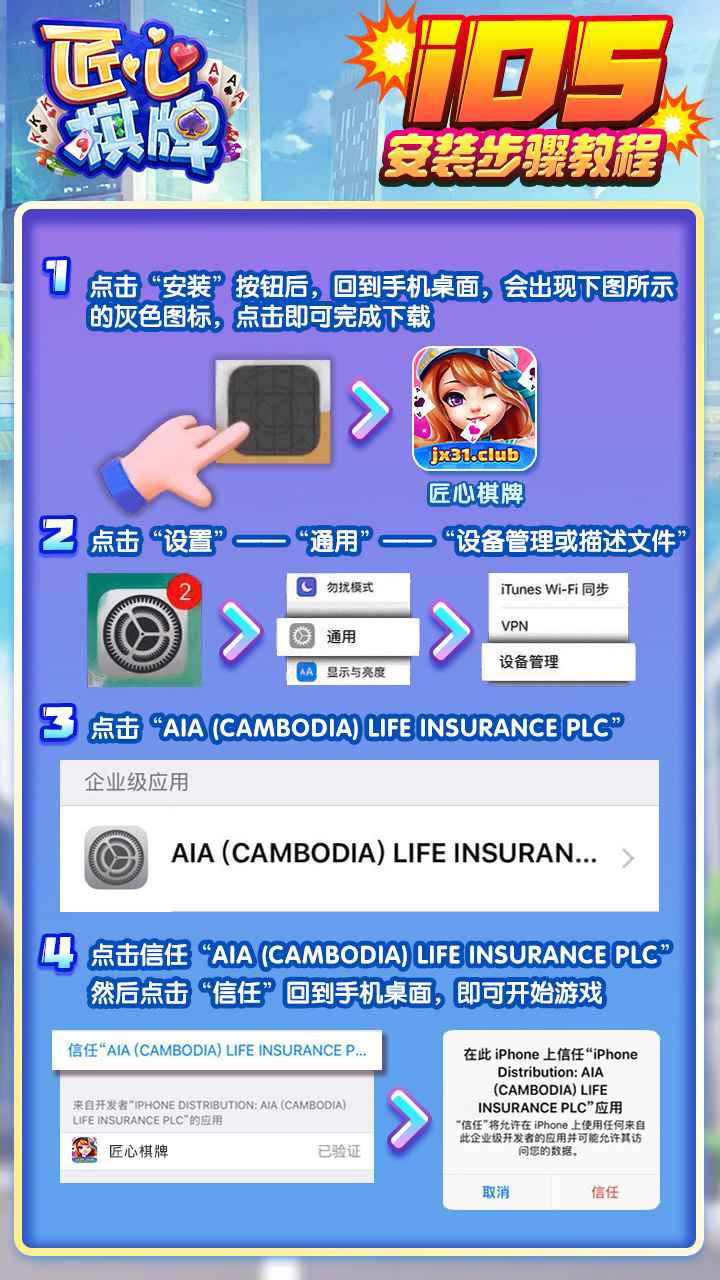 匠心
棋牌
iOS
安装步骤教程
1 点击“安装”按钮后，回到手机桌面，会出现下图所示
的灰色图标，点击即可完成下载
jx31.club
匠心棋牌
2 点击“设置”——“通用”——“设备管理或描述文件”
2
勿扰模式
通用
AA 显示与亮度
iTunes Wi-Fi 同步
VPN
设备管理
3 点击“AIA (CAMBODIA) LIFE INSURANCE PLC”
企业级应用
AIA (CAMBODIA) LIFE INSURAN...
4 点击信任“AIA (CAMBODIA) LIFE INSURANCE PLC”
然后点击“信任”回到手机桌面，即可开始游戏
信任“AIA (CAMBODIA) LIFE INSURANCE P...
来自开发者“IPHONE DISTRIBUTION: AIA (CAMBODIA)
LIFE INSURANCE PLC”的应用
匠心棋牌 已验证
在此 iPhone 上信任“iPhone
Distribution: AIA
(CAMBODIA) LIFE
INSURANCE PLC”应用
“信任”将允许在 iPhone 上使用任何来自
此企业级开发者的应用并可能允许其访
问您的数据。
取消 信任